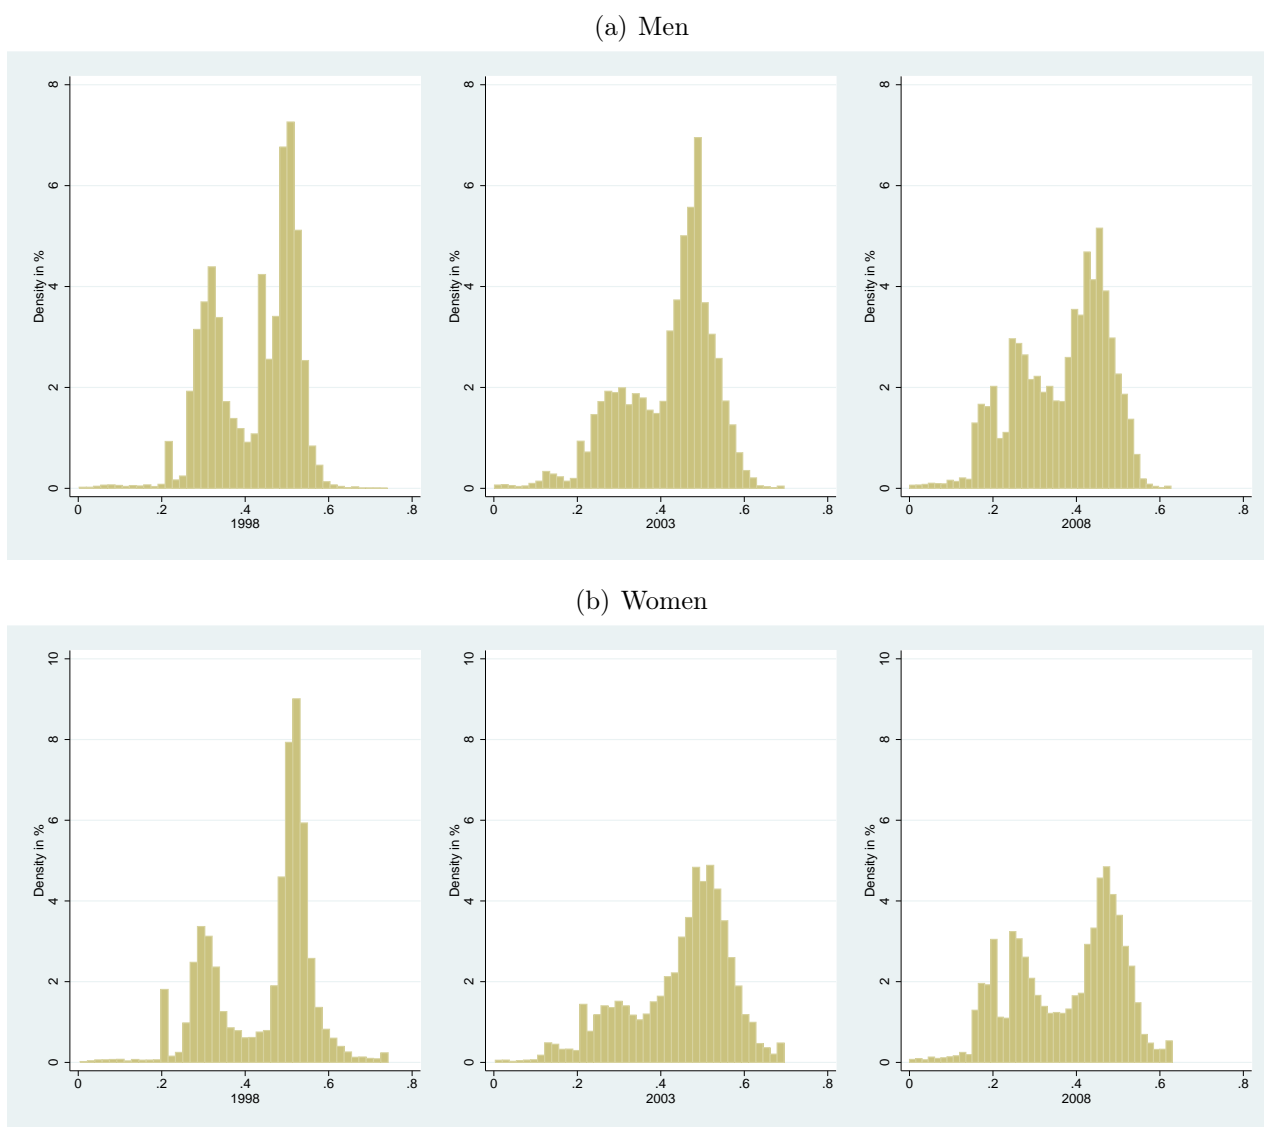 (a) Men
Density in %
0 2 4 6 8
0 .2 .4 .6 .8
1998
Density in %
0 2 4 6 8
0 .2 .4 .6 .8
2003
Density in %
0 2 4 6 8
0 .2 .4 .6 .8
2008
(b) Women
Density in %
0 2 4 6 8 10
0 .2 .4 .6 .8
1998
Density in %
0 2 4 6 8 10
0 .2 .4 .6 .8
2003
Density in %
0 2 4 6 8 10
0 .2 .4 .6 .8
2008